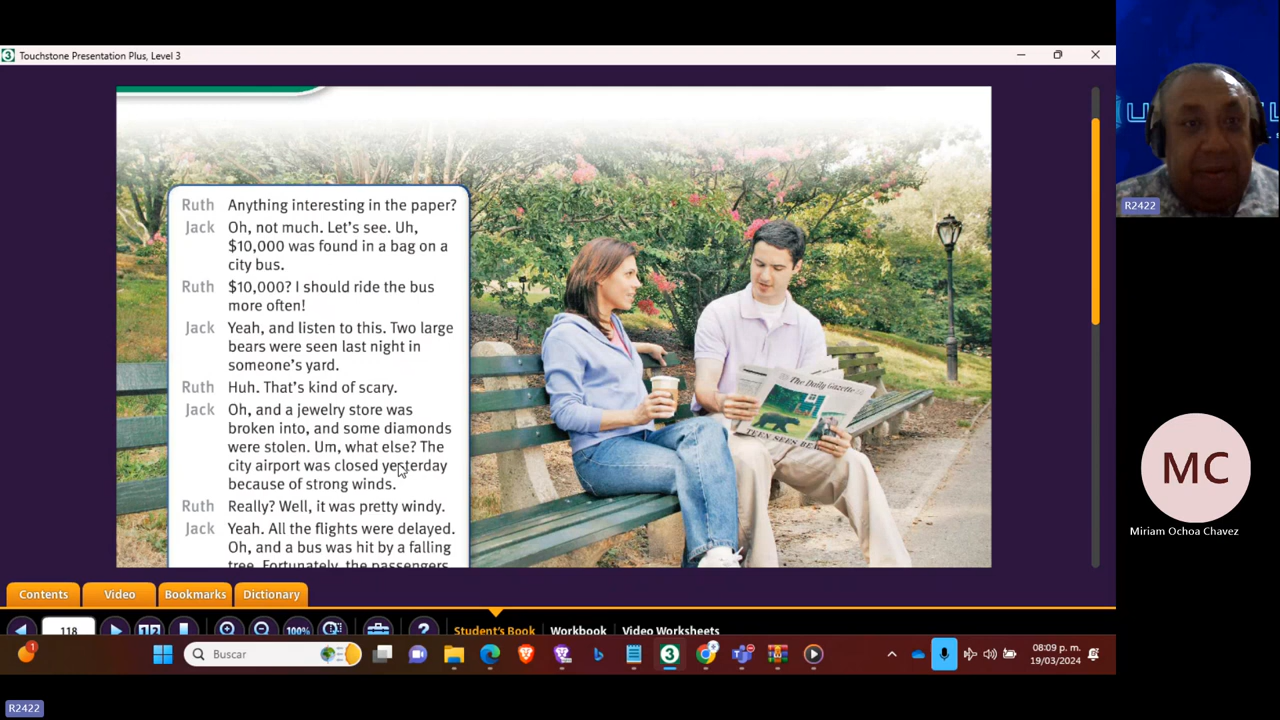 Touchstone Presentation Plus, Level 3
Ruth Anything interesting in the paper?
Jack Oh, not much. Let's see. Uh,
$10,000 was found in a bag on a
city bus.
Ruth $10,000? I should ride the bus
more often!
Jack Yeah, and listen to this. Two large
bears were seen last night in
someone's yard.
Ruth Huh. That's kind of scary.
Jack Oh, and a jewelry store was
broken into, and some diamonds
were stolen. Um, what else? The
city airport was closed yesterday
because of strong winds.
Ruth Really? Well, it was pretty windy.
Jack Yeah. All the flights were delayed.
Oh, and a bus was hit by a falling
tree. Fortunately, the passengers
The Daily Gazette
TEEN SEES
Contents Video Bookmarks Dictionary
118 100% Student's Book Workbook Video Worksheets
Buscar
08:09 p. m.
19/03/2024
R2422
MC
Miriam Ochoa Chavez
R2422